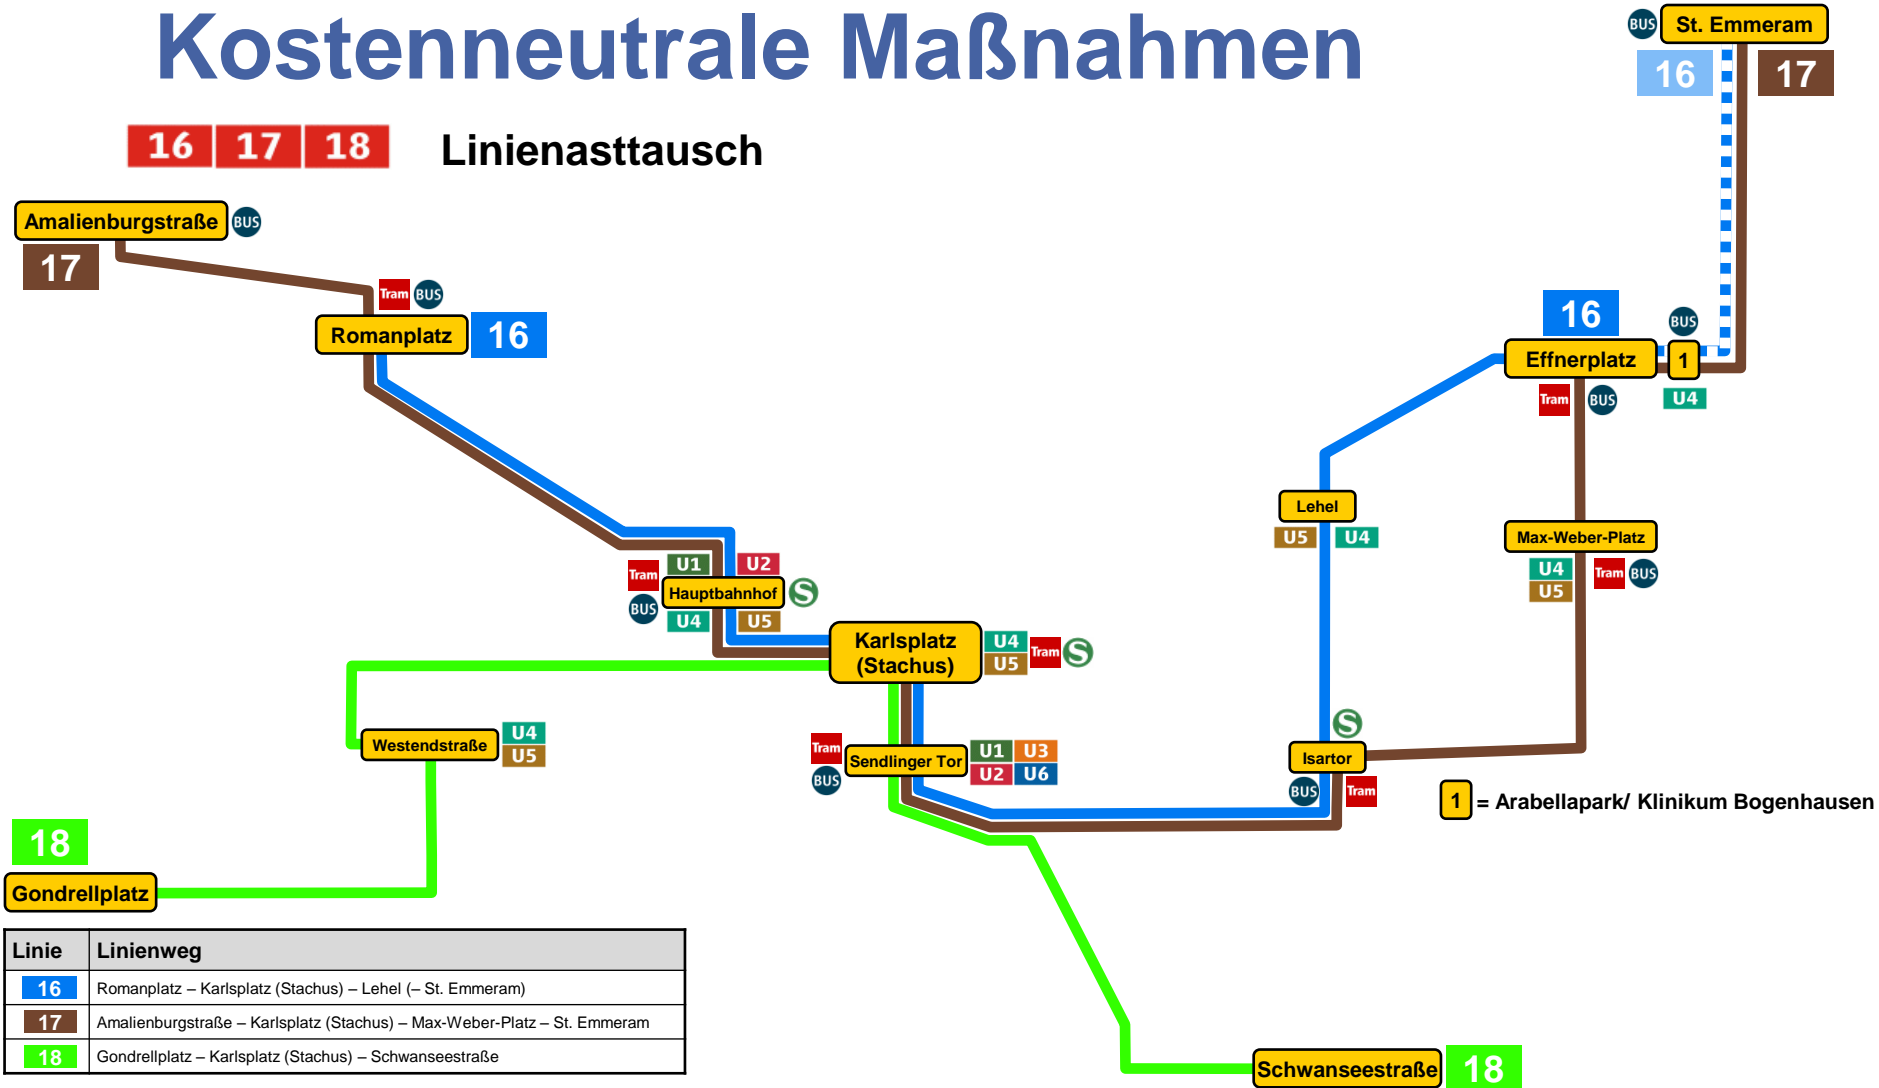 Kostenneutrale Maßnahmen
BUS St. Emmeram
16 17
16 17 18 Linienasttausch
Amalienburgstraße BUS
17
Tram BUS
Romanplatz 16
16
BUS
Effnerplatz 1
Tram BUS U4
Lehel
U5 U4
Max-Weber-Platz
U4 Tram BUS
U5
U1 U2
Tram
Hauptbahnhof S
BUS U4 U5
Karlsplatz
(Stachus)
U4 Tram S
U5
Westendstraße
U4
U5
Tram
Sendlinger Tor
BUS
U1 U3
U2 U6
S
Isartor
BUS Tram
1 = Arabellapark/ Klinikum Bogenhausen
18
Gondrellplatz
Linie Linienweg
16 Romanplatz – Karlsplatz (Stachus) – Lehel (– St. Emmeram)
17 Amalienburgstraße – Karlsplatz (Stachus) – Max-Weber-Platz – St. Emmeram
18 Gondrellplatz – Karlsplatz (Stachus) – Schwanseestraße
Schwanseestraße 18